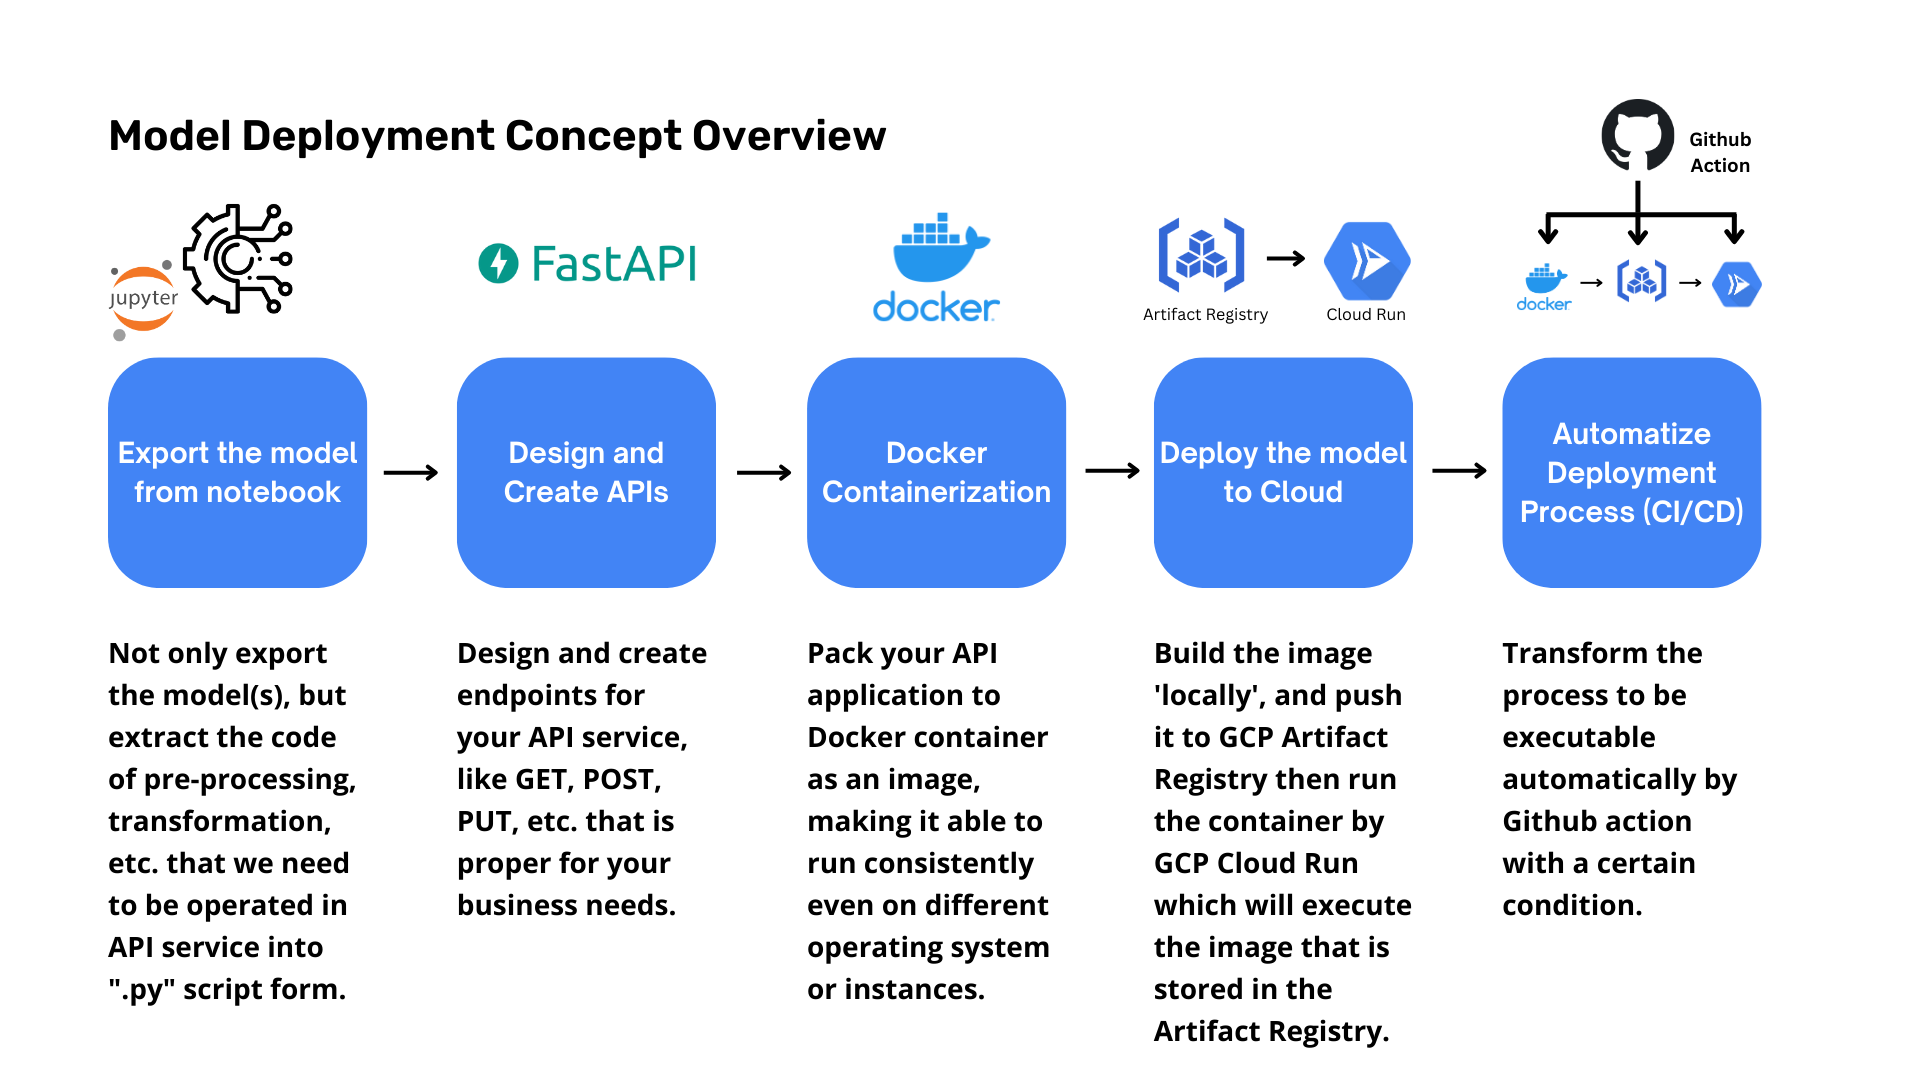 Model Deployment Concept Overview
Github
Action
jupyter
FastAPI
docker
Artifact Registry
Cloud Run
docker
Export the model
from notebook
Design and
Create APIs
Docker
Containerization
Deploy the model
to Cloud
Automatize
Deployment
Process (CI/CD)
Not only export
the model(s), but
extract the code
of pre-processing,
transformation,
etc. that we need
to be operated in
API service into
".py" script form.
Design and create
endpoints for
your API service,
like GET, POST,
PUT, etc. that is
proper for your
business needs.
Pack your API
application to
Docker container
as an image,
making it able to
run consistently
even on different
operating system
or instances.
Build the image
'locally', and push
it to GCP Artifact
Registry then run
the container by
GCP Cloud Run
which will execute
the image that is
stored in the
Artifact Registry.
Transform the
process to be
executable
automatically by
Github action
with a certain
condition.